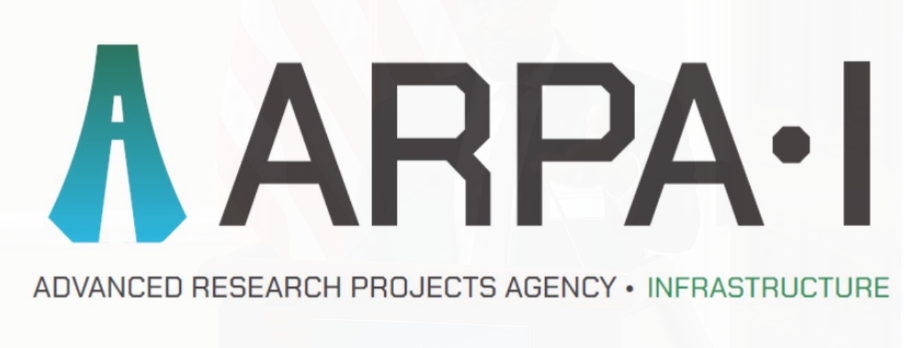 ARPA•I
ADVANCED RESEARCH PROJECTS AGENCY • INFRASTRUCTURE